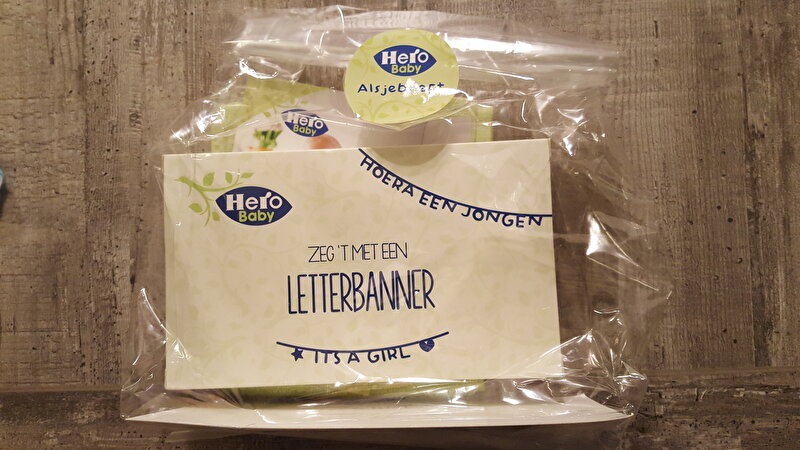 Hero
Baby
Alsjeblieft
Hero
Baby
HOERA EEN JONGEN
Hero
Baby
ZEG 'T MET EEN
LETTERBANNER
ITS A GIRL